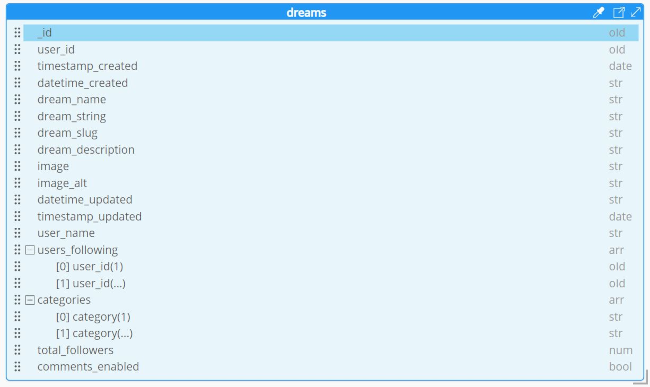 dreams
_id oId
user_id oId
timestamp_created date
datetime_created str
dream_name str
dream_string str
dream_slug str
dream_description str
image str
image_alt str
datetime_updated str
timestamp_updated date
user_name str
users_following arr
[0] user_id(1) oId
[1] user_id(...) oId
categories arr
[0] category(1) str
[1] category(...) str
total_followers num
comments_enabled bool